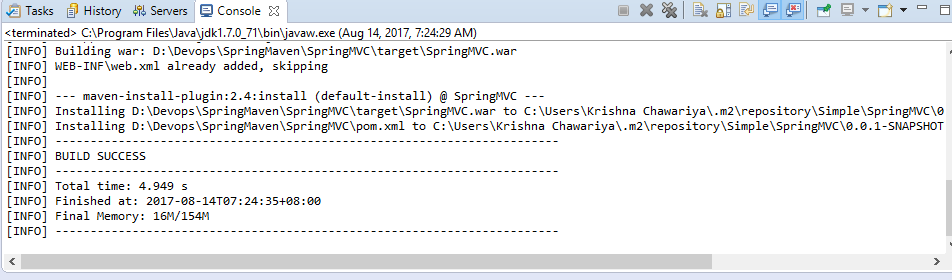 Tasks History Servers Console
<terminated> C:\Program Files\Java\jdk1.7.0_71\bin\javaw.exe (Aug 14, 2017, 7:24:29 AM)
[INFO] Building war: D:\Devops\SpringMaven\SpringMVC\target\SpringMVC.war
[INFO] WEB-INF\web.xml already added, skipping
[INFO]
[INFO] --- maven-install-plugin:2.4:install (default-install) @ SpringMVC ---
[INFO] Installing D:\Devops\SpringMaven\SpringMVC\target\SpringMVC.war to C:\Users\Krishna Chawariya\.m2\repository\Simple\SpringMVC\0
[INFO] Installing D:\Devops\SpringMaven\SpringMVC\pom.xml to C:\Users\Krishna Chawariya\.m2\repository\Simple\SpringMVC\0.0.1-SNAPSHOT
[INFO] ------------------------------------------------------------------------
[INFO] BUILD SUCCESS
[INFO] ------------------------------------------------------------------------
[INFO] Total time: 4.949 s
[INFO] Finished at: 2017-08-14T07:24:35+08:00
[INFO] Final Memory: 16M/154M
[INFO] ------------------------------------------------------------------------